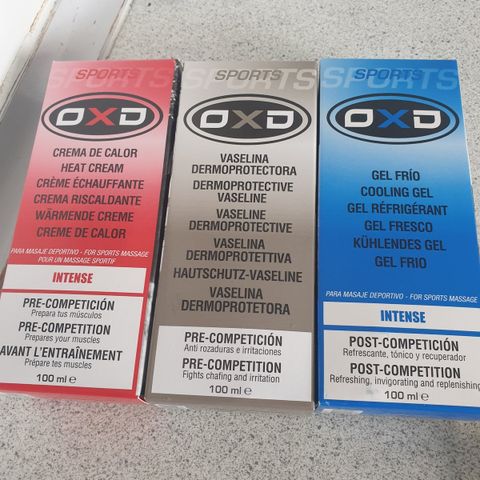 SPORTS
OXD
CREMA DE CALOR
HEAT CREAM
CRÈME ÉCHAUFFANTE
CREMA RISCALDANTE
WÄRMENDE CREME
CREME DE CALOR
PARA MASAJE DEPORTIVO - FOR SPORTS MASSAGE
POUR UN MASSAGE SPORTIF
INTENSE
PRE-COMPETICIÓN
Prepara tus músculos
PRE-COMPETITION
Prepares your muscles
AVANT L'ENTRAÎNEMENT
Prépare tes muscles
100 ml e
SPORTS
OXD
VASELINA
DERMOPROTECTORA
DERMOPROTECTIVE
VASELINE
VASELINE
DERMOPROTECTIVE
VASELINA
DERMOPROTETTIVA
HAUTSCHUTZ-VASELINE
VASELINA
DERMOPROTETORA
PRE-COMPETICIÓN
Anti rozaduras e irritaciones
PRE-COMPETITION
Fights chafing and irritation
100 ml e
SPORTS
OXD
GEL FRÍO
COOLING GEL
GEL RÉFRIGÉRANT
GEL FRESCO
KÜHLENDES GEL
GEL FRIO
PARA MASAJE DEPORTIVO - FOR SPORTS MASSAGE
INTENSE
POST-COMPETICIÓN
Refrescante, tónico y recuperador
POST-COMPETITION
Refreshing, invigorating and replenishing
100 ml e